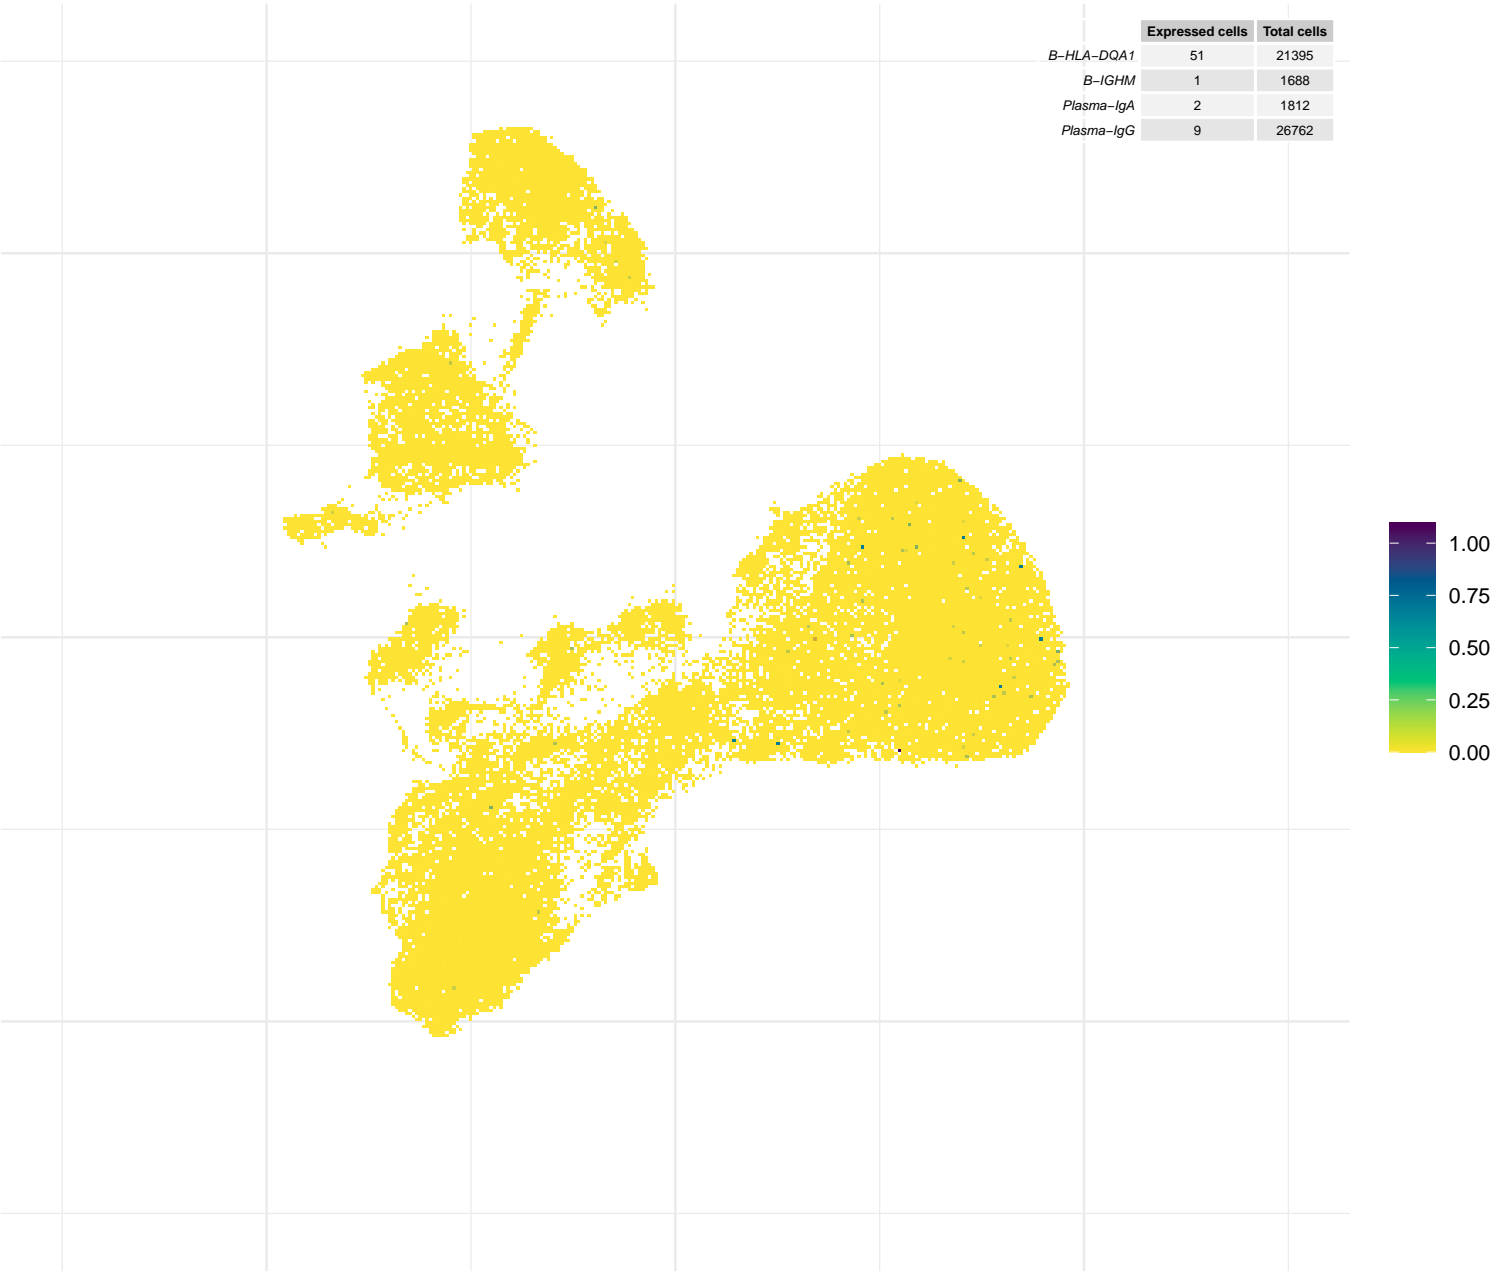 Expressed cells Total cells
B−HLA−DQA1 51 21395
B−IGHM 1 1688
Plasma−IgA 2 1812
Plasma−IgG 9 26762
1.00
0.75
0.50
0.25
0.00